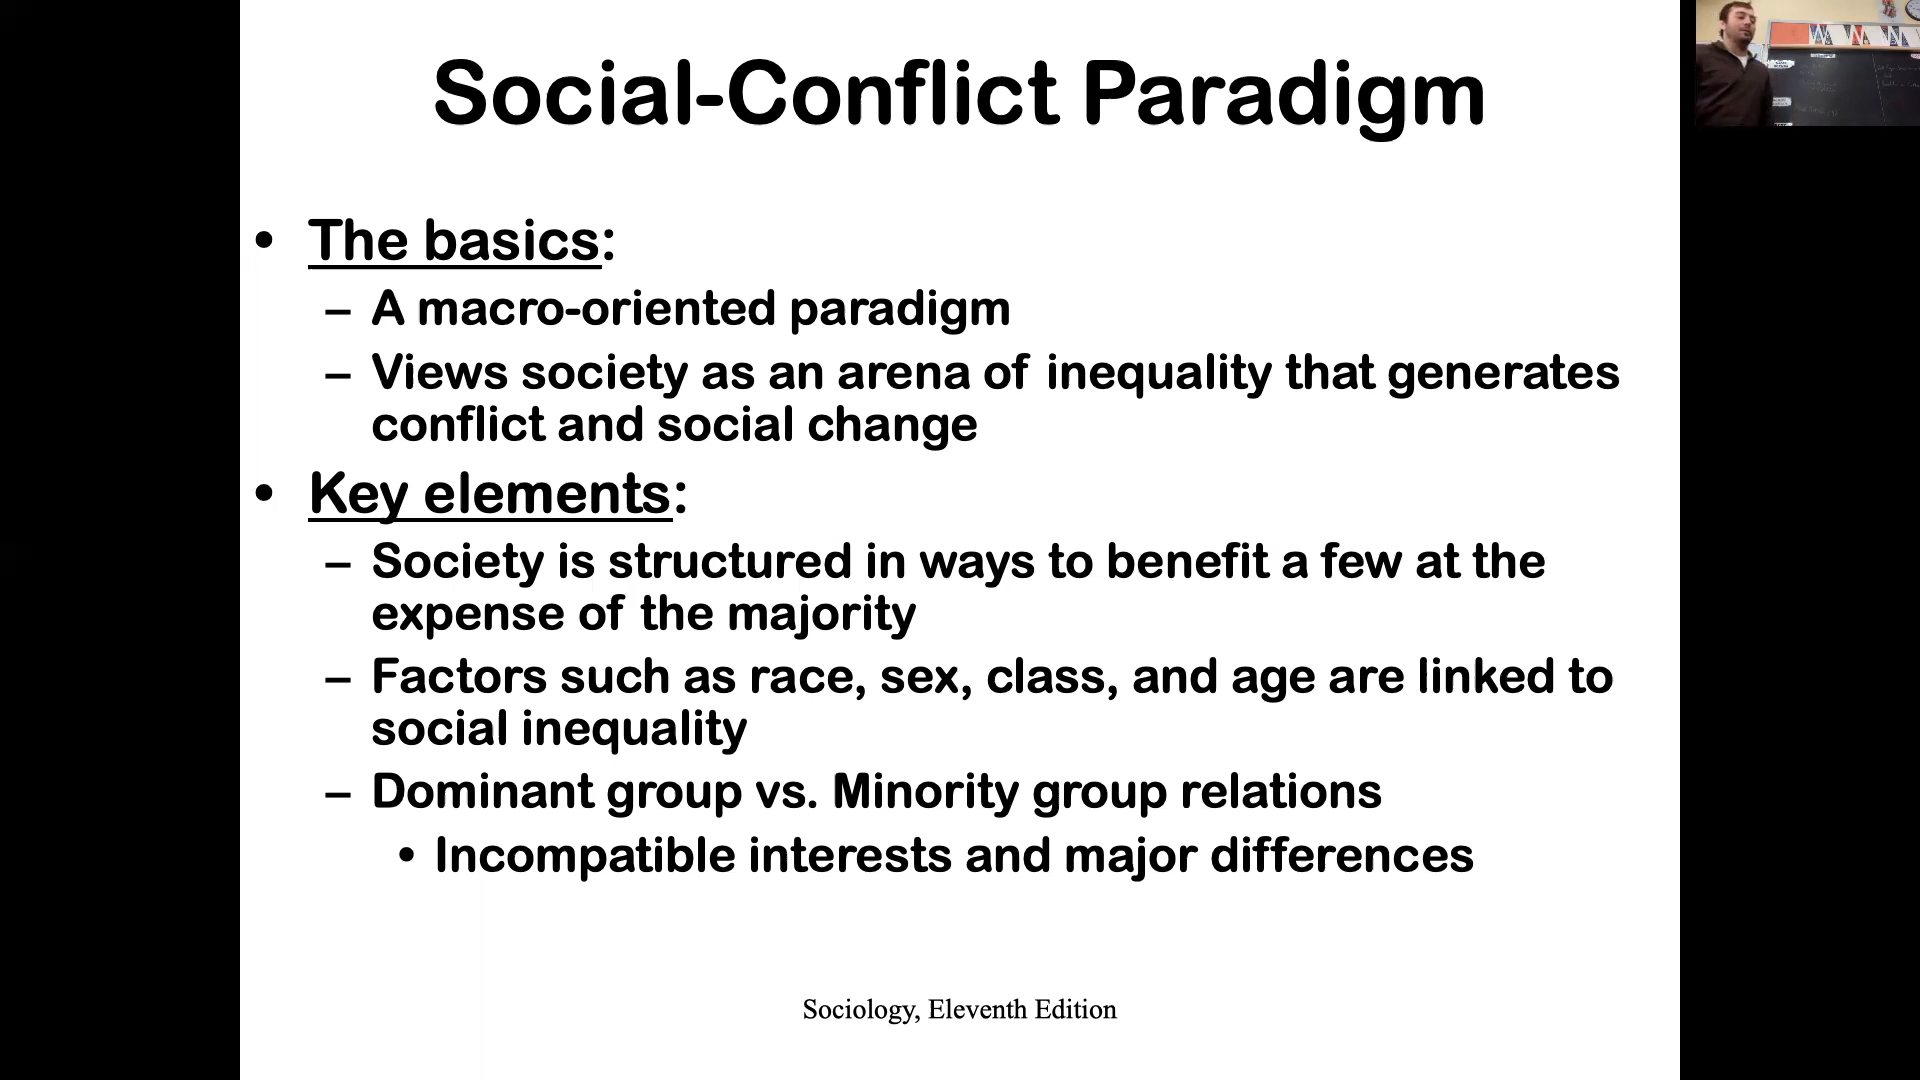 Social-Conflict Paradigm
• The basics:
– A macro-oriented paradigm
– Views society as an arena of inequality that generates
conflict and social change
• Key elements:
– Society is structured in ways to benefit a few at the
expense of the majority
– Factors such as race, sex, class, and age are linked to
social inequality
– Dominant group vs. Minority group relations
• Incompatible interests and major differences
Sociology, Eleventh Edition